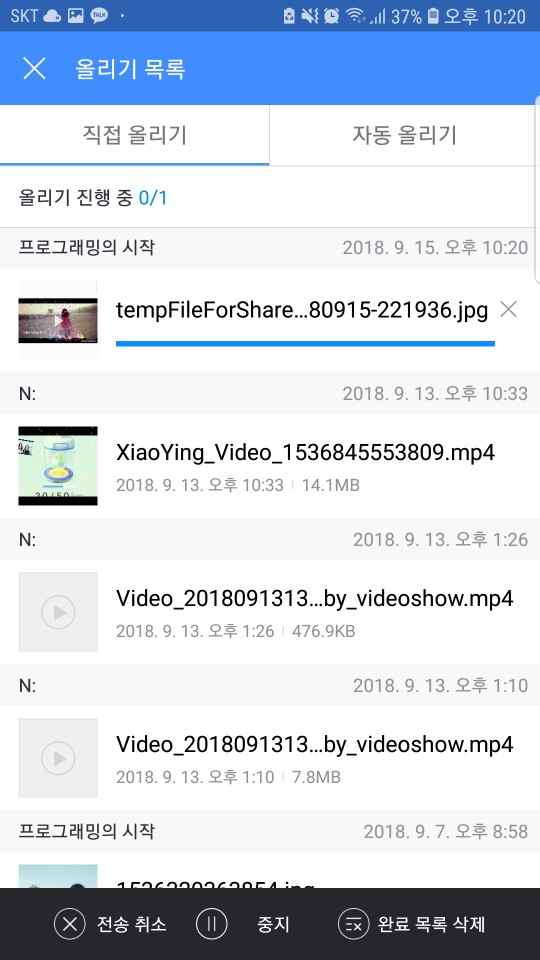 SKT TALK 37% 오후 10:20
올리기 목록
직접 올리기 자동 올리기
올리기 진행 중 0/1
프로그래밍의 시작 2018. 9. 15. 오후 10:20
tempFileForShare...80915-221936.jpg
N: 2018. 9. 13. 오후 10:33
XiaoYing_Video_1536845553809.mp4
2018. 9. 13. 오후 10:33 14.1MB
30/50
N: 2018. 9. 13. 오후 1:26
Video_2018091313...by_videoshow.mp4
2018. 9. 13. 오후 1:26 476.9KB
N: 2018. 9. 13. 오후 1:10
Video_2018091313...by_videoshow.mp4
2018. 9. 13. 오후 1:10 7.8MB
프로그래밍의 시작 2018. 9. 7. 오후 8:58
전송 취소 중지 완료 목록 삭제